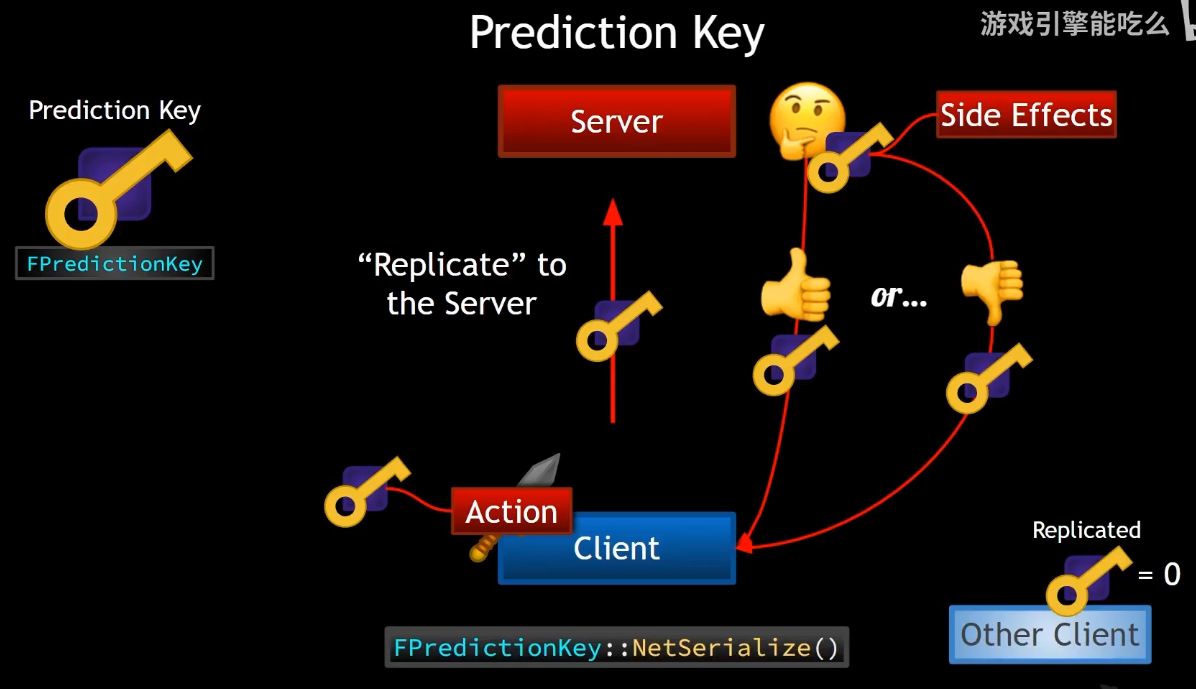 Prediction Key
游戏引擎能吃么
Prediction Key
FPredictionKey
Server
Side Effects
“Replicate” to
the Server
or...
Action
Client
Replicated
= 0
Other Client
FPredictionKey::NetSerialize()